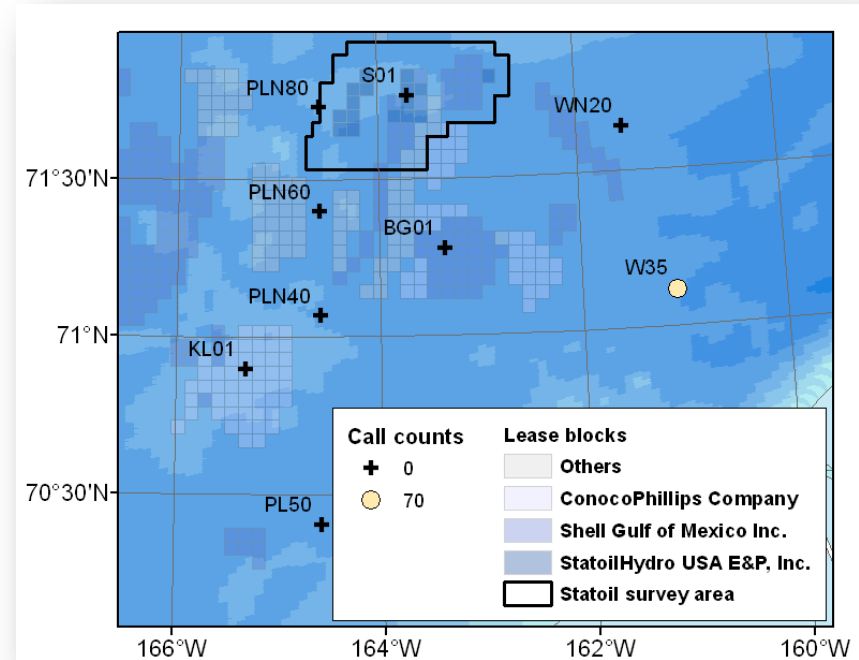 PLN80
S01
WN20
71°30'N
PLN60
BG01
W35
PLN40
71°N
KL01
70°30'N
PL50
Call counts
0
70
Lease blocks
Others
ConocoPhillips Company
Shell Gulf of Mexico Inc.
StatoilHydro USA E&P, Inc.
Statoil survey area
166°W
164°W
162°W
160°W